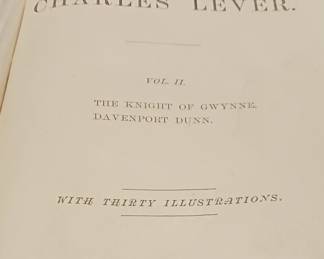 CHARLES LEVER.
VOL. II.
THE KNIGHT OF GWYNNE.
DAVENPORT DUNN.
WITH THIRTY ILLUSTRATIONS.